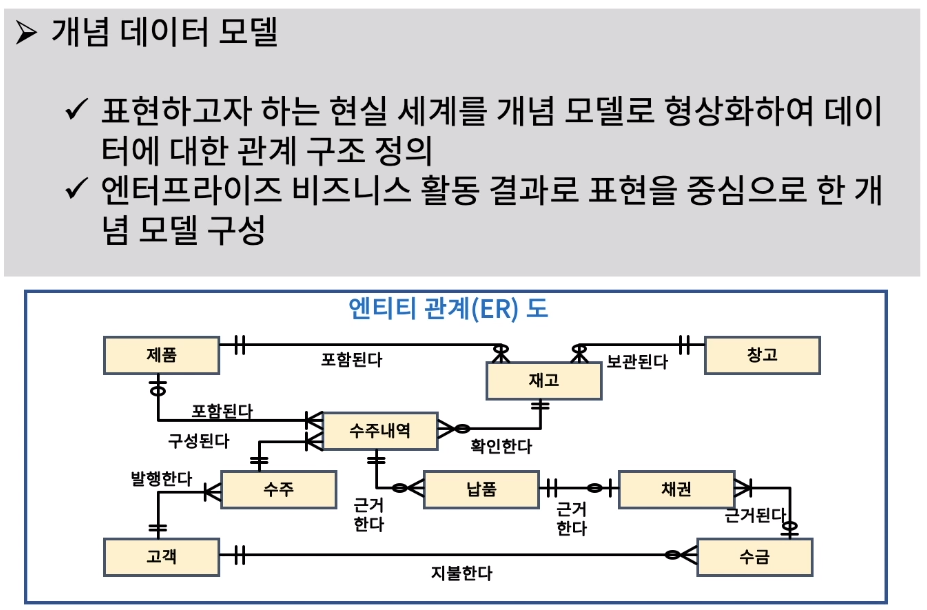 ➢ 개념 데이터 모델
✓ 표현하고자 하는 현실 세계를 개념 모델로 형상화하여 데이
터에 대한 관계 구조 정의
✓ 엔터프라이즈 비즈니스 활동 결과로 표현을 중심으로 한 개
념 모델 구성
엔티티 관계(ER) 도
제품
포함된다
재고
보관된다
창고
포함된다
구성된다
수주내역
확인한다
발행한다
수주
근거
한다
납품
근거
한다
채권
근거된다
고객
지불한다
수금